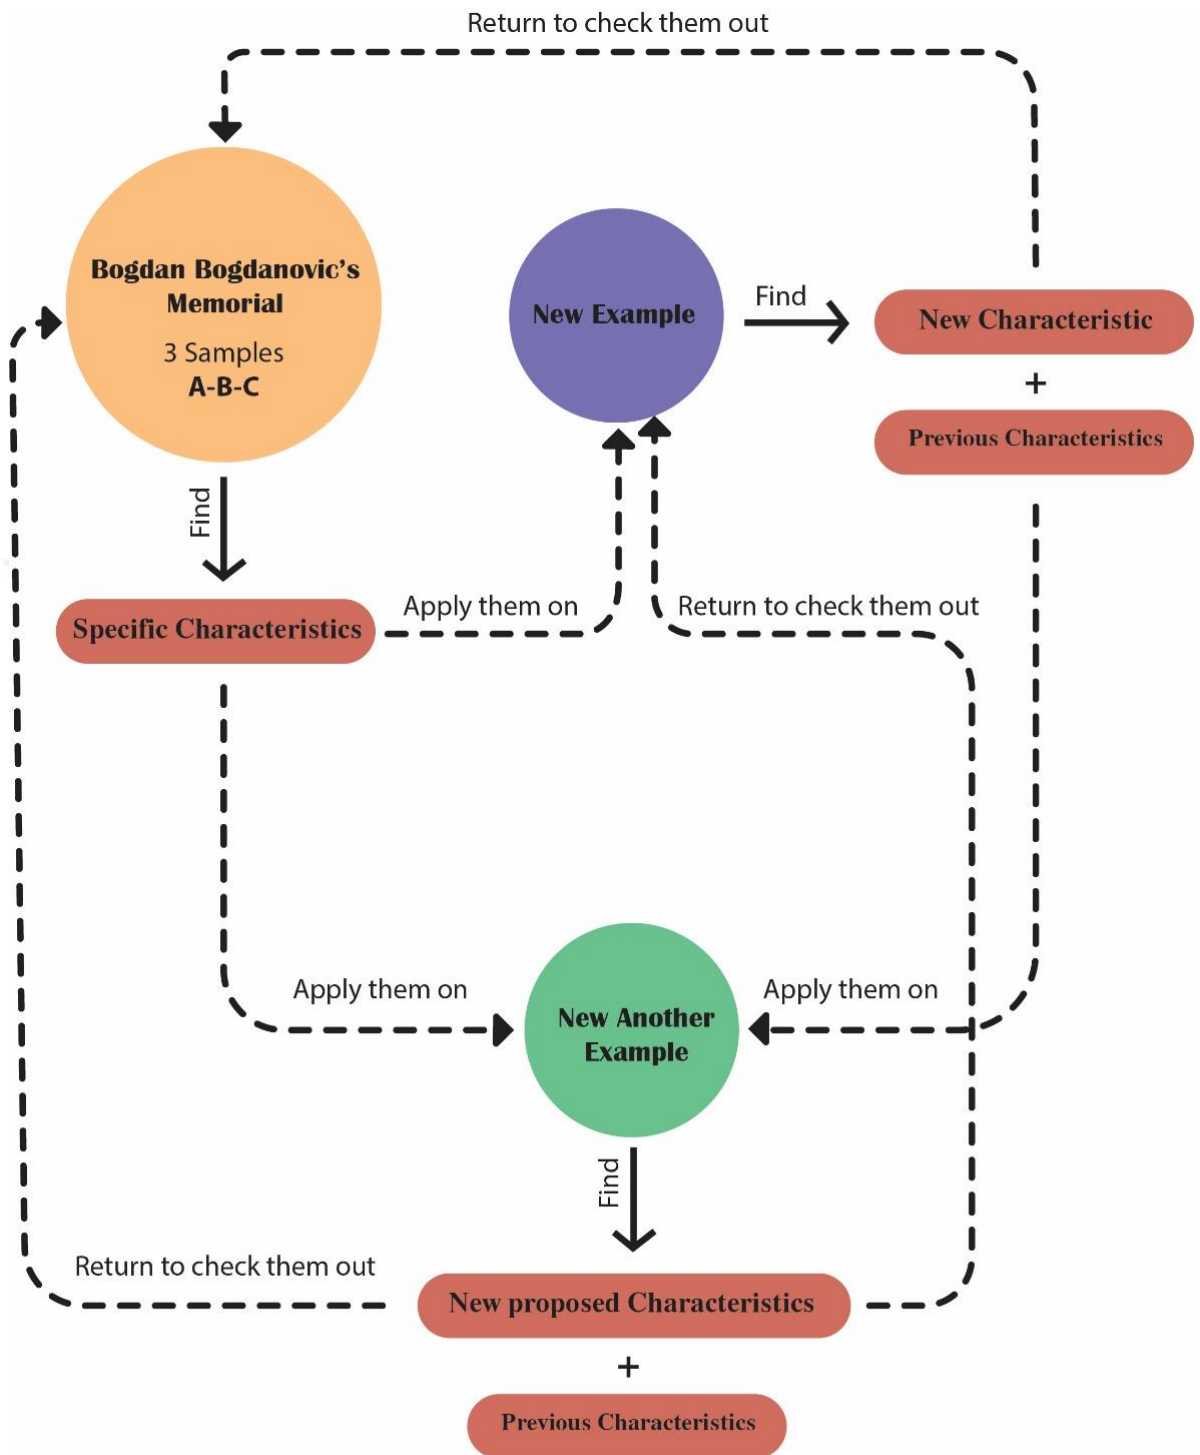 Return to check them out
Bogdan Bogdanovic's
Memorial
3 Samples
A-B-C
New Example
Find
New Characteristic
+
Previous Characteristics
Find
Specific Characteristics
Apply them on
Return to check them out
Apply them on
New Another
Example
Apply them on
Find
Return to check them out
New proposed Characteristics
+
Previous Characteristics